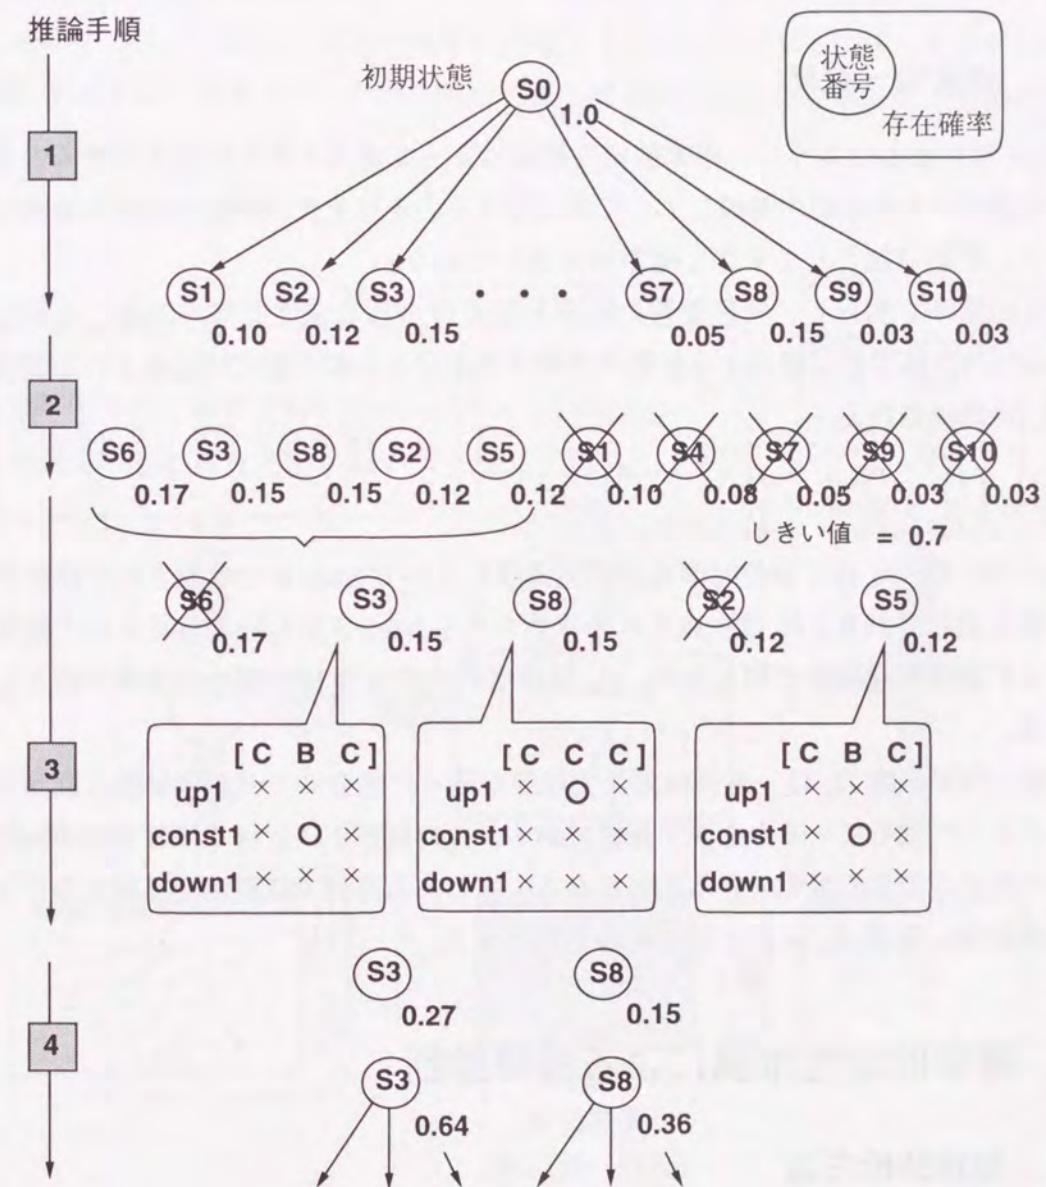 推論手順
初期状態
S0
1.0
状態
番号
存在確率
1
S1 S2 S3 ・・・ S7 S8 S9 S10
0.10 0.12 0.15 0.05 0.15 0.03 0.03
2
S6 S3 S8 S2 S5 S1 S4 S7 S9 S10
0.17 0.15 0.15 0.12 0.12 0.10 0.08 0.05 0.03 0.03
しきい値 = 0.7
S6 S3 S8 S2 S5
0.17 0.15 0.15 0.12 0.12
3
[ C B C ]
up1 × × ×
const1 × ○ ×
down1 × × ×
[ C C C ]
up1 × ○ ×
const1 × × ×
down1 × × ×
[ C B C ]
up1 × × ×
const1 × ○ ×
down1 × × ×
4
S3 S8
0.27 0.15
S3 S8
0.64 0.36